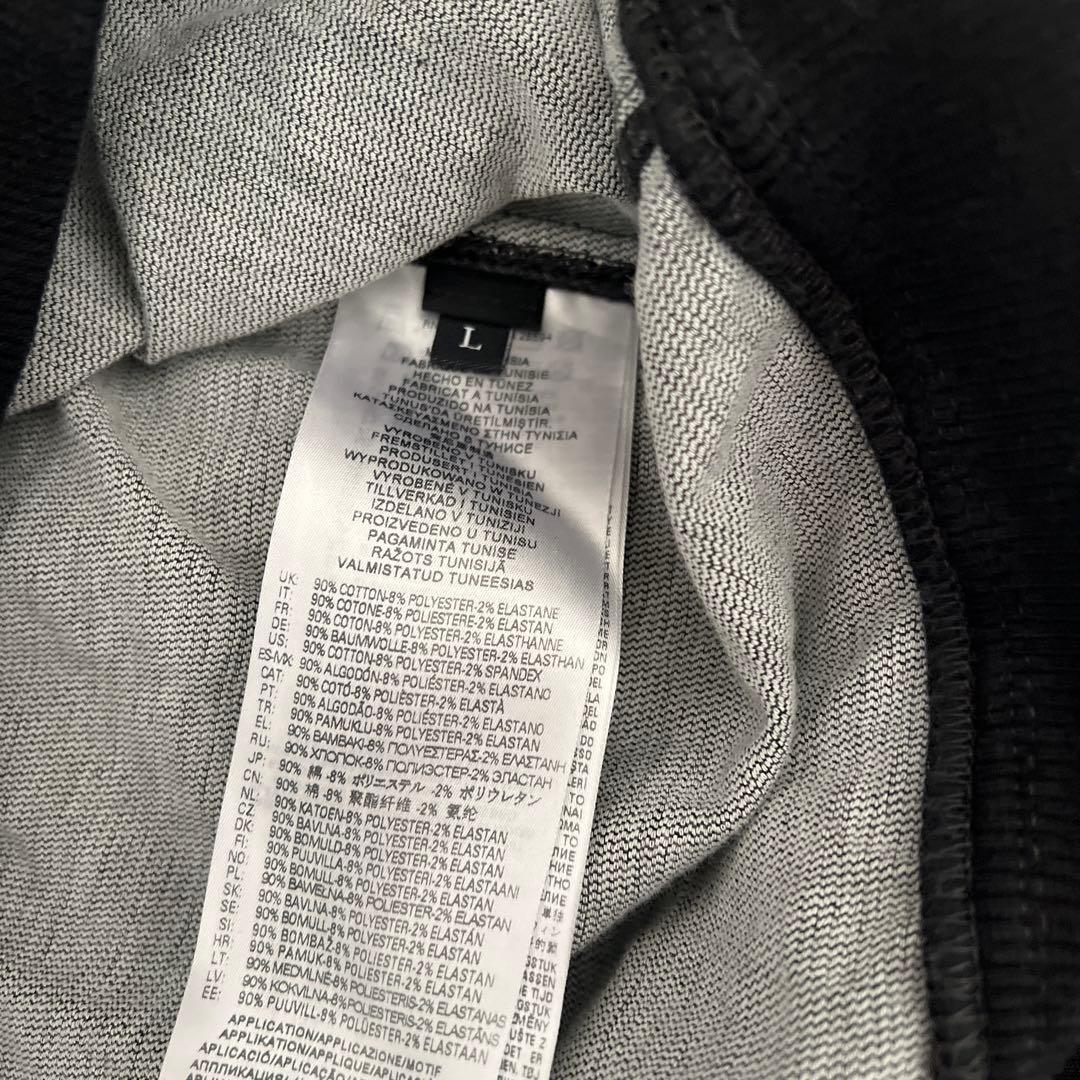 L
FABRIQUE EN TUNISIE
HECHO EN TÚNEZ
FABRICAT A TUNÍSIA
PRODUZIDO NA TUNÍSIA
TUNUS'DA ÜRETİLMİŞTİR.
ΚΑΤΑΣΚΕΥΑΣΜΕΝΟ ΣΤΗΝ ΤΥΝΙΣΙΑ
СДЕЛАНО В ТУНИСЕ
VYROBENO V TUNISKU
FREMSTILLET I TUNESIEN
PRODUSERT I TUNISIEN
WYPRODUKOWANO W TUNEZJI
VYROBENÉ V TUNISKU
TILLVERKAD I TUNISIEN
IZDELANO V TUNIZIJI
PROIZVEDENO U TUNISU
PAGAMINTA TUNISE
RAŽOTS TUNISIJĀ
VALMISTATUD TUNEESIAS
UK: 90% COTTON-8% POLYESTER-2% ELASTANE
IT: 90% COTONE-8% POLIESTERE-2% ELASTAN
FR: 90% COTON-8% POLYESTER-2% ELASTHANNE
DE: 90% BAUMWOLLE-8% POLYESTER-2% ELASTHAN
US: 90% COTTON-8% POLYESTER-2% SPANDEX
ES-MX: 90% ALGODÓN-8% POLIÉSTER-2% ELASTANO
CAT: 90% COTÓ-8% POLIÈSTER-2% ELASTÀ
PT: 90% ALGODÃO-8% POLIÉSTER-2% ELASTANO
TR: 90% PAMUKLU-8% POLYESTER-2% ELASTAN
EL: 90% ΒΑΜΒΑΚΙ-8% ΠΟΛΥΕΣΤΕΡΑΣ-2% ΕΛΑΣΤΑΝΗ
RU: 90% ХЛОПОК-8% ПОЛИЭСТЕР-2% ЭЛАСТАН
JP: 90% 綿 -8% ポリエステル -2% ポリウレタン
CN: 90% 棉 -8% 聚酯纤维 -2% 氨纶
NL: 90% KATOEN-8% POLYESTER-2% ELASTAN
CZ: 90% BAVLNA-8% POLYESTER-2% ELASTAN
DK: 90% BOMULD-8% POLYESTER-2% ELASTAN
FI: 90% PUUVILLA-8% POLYESTERI-2% ELASTAANI
NO: 90% BOMULL-8% POLYESTER-2% ELASTAN
PL: 90% BAWEŁNA-8% POLIESTER-2% ELASTAN
SK: 90% BAVLNA-8% POLYESTER-2% ELASTÁN
SE: 90% BOMULL-8% POLYESTER-2% ELASTAN
SI: 90% BOMBAŽ-8% POLIESTER-2% ELASTAN
HR: 90% PAMUK-8% POLIESTER-2% ELASTAN
LT: 90% MEDVILNĖ-8%POLIESTERIS-2% ELASTANAS
LV: 90% KOKVILNA-8%POLIESTERIS-2% ELASTĀNS
EE: 90% PUUVILL-8% POLÜESTER-2% ELASTAAN
APPLICATION/APPLICAZIONE/MOTIF
APPLIKATION/APPLIQUE/APLICACIÓN
APLICACIÓ/APLICAÇÃO/
АППЛИКАЦИЯ/